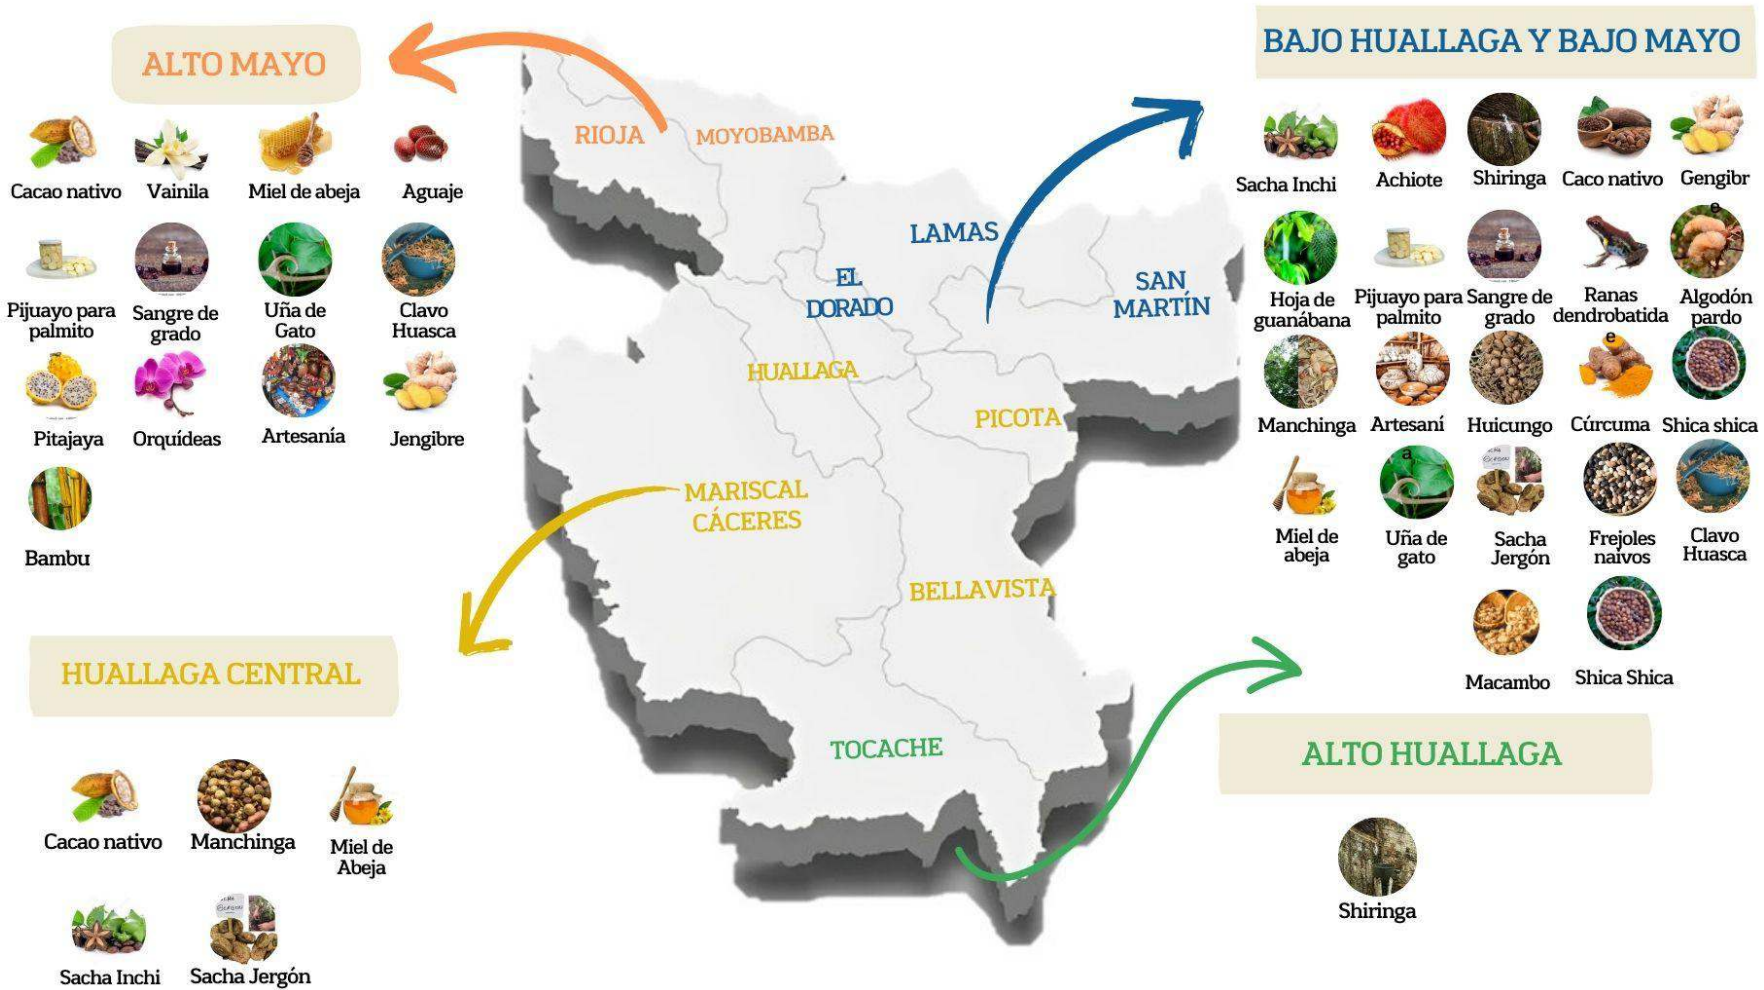 ALTO MAYO
Cacao nativo
Vainila
Miel de abeja
Aguaje
Pijuayo para
palmito
Sangre de
grado
Uña de
Gato
Clavo
Huasca
Pitajaya
Orquídeas
Artesanía
Jengibre
Bambu
HUALLAGA CENTRAL
Cacao nativo
Manchinga
Miel de
Abeja
Sacha Inchi
Sacha Jergón
RIOJA
MOYOBAMBA
LAMAS
EL
DORADO
SAN
MARTÍN
HUALLAGA
PICOTA
MARISCAL
CÁCERES
BELLAVISTA
TOCACHE
BAJO HUALLAGA Y BAJO MAYO
Sacha Inchi
Achiote
Shiringa
Caco nativo
Gengibr
e
Hoja de
guanábana
Pijuayo para
palmito
Sangre de
grado
Ranas
dendrobatida
e
Algodón
pardo
Manchinga
Artesaní
a
Huicungo
Cúrcuma
Shica shica
Miel de
abeja
Uña de
gato
Sacha
Jergón
Frejoles
naívos
Clavo
Huasca
Macambo
Shica Shica
ALTO HUALLAGA
Shiringa